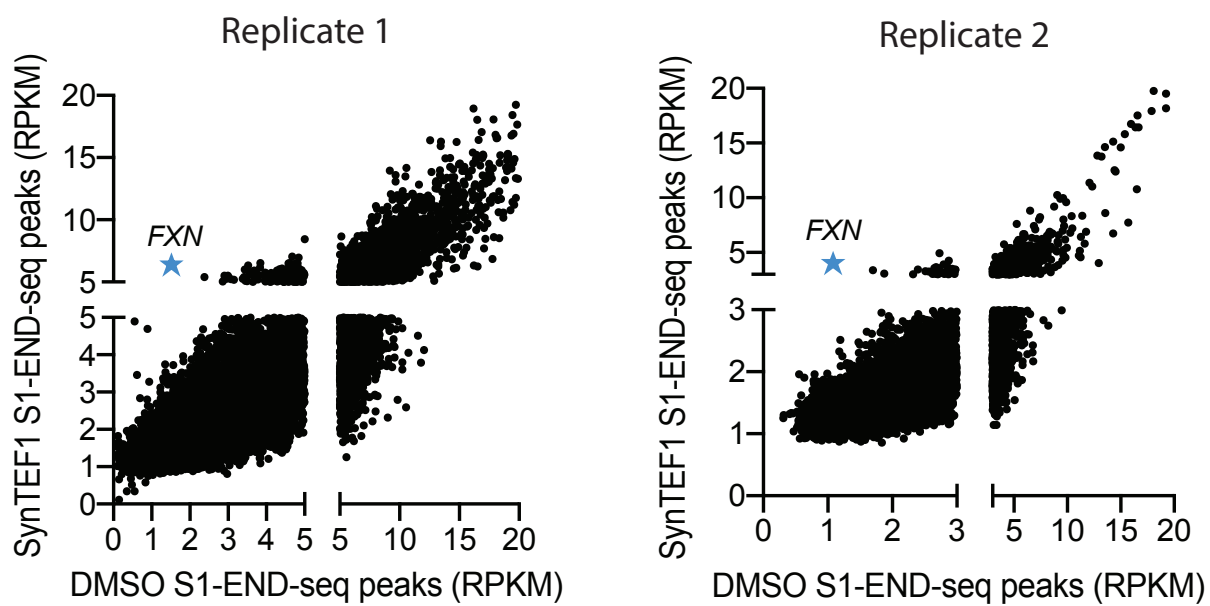 Replicate 1
SynTEF1 S1-END-seq peaks (RPKM)
20
15
10
5
5
4
3
2
1
0
FXN
0 1 2 3 4 5 5 10 15 20
DMSO S1-END-seq peaks (RPKM)
Replicate 2
SynTEF1 S1-END-seq peaks (RPKM)
20
15
10
5
3
2
1
0
FXN
0 1 2 3 5 10 15 20
DMSO S1-END-seq peaks (RPKM)